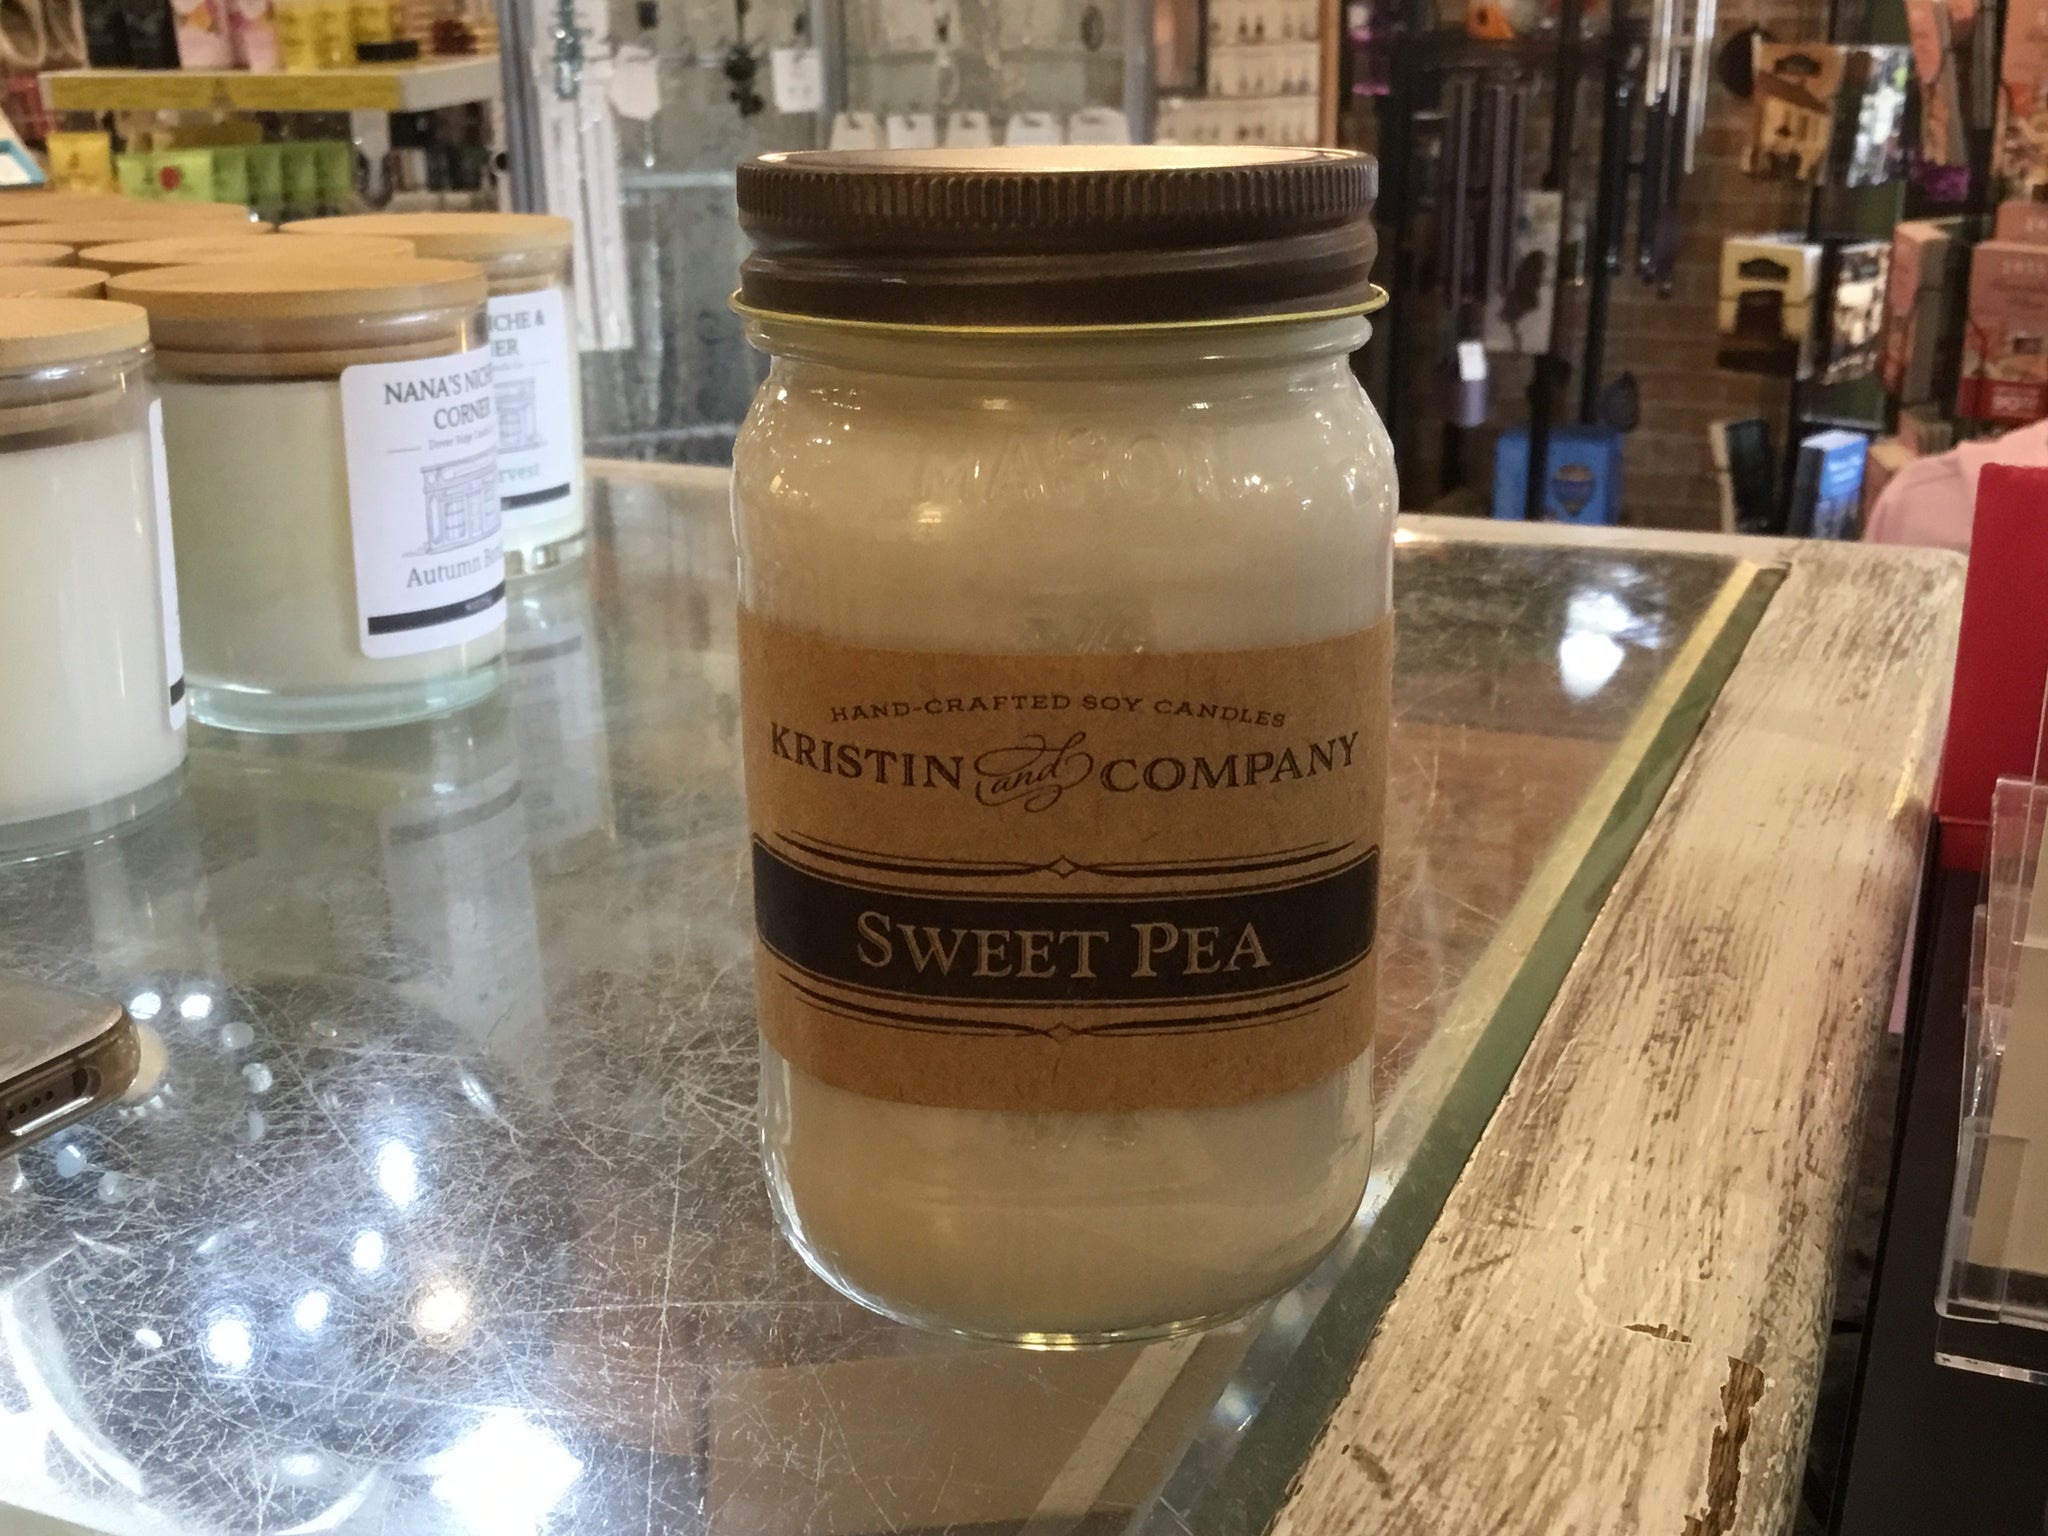 MASON
HAND-CRAFTED SOY CANDLES
KRISTIN and COMPANY
SWEET PEA
NANA'S
CORNER
Autumn